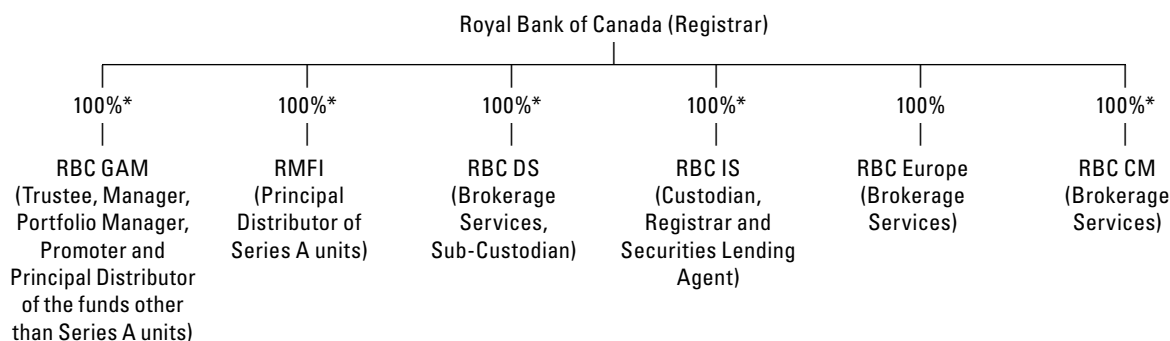 Royal Bank of Canada (Registrar)
100%*
100%*
100%*
100%*
100%
100%*
RBC GAM
(Trustee, Manager,
Portfolio Manager,
Promoter and
Principal Distributor
of the funds other
than Series A units)
RMFI
(Principal
Distributor of
Series A units)
RBC DS
(Brokerage
Services,
Sub-Custodian)
RBC IS
(Custodian,
Registrar and
Securities Lending
Agent)
RBC Europe
(Brokerage
Services)
RBC CM
(Brokerage
Services)